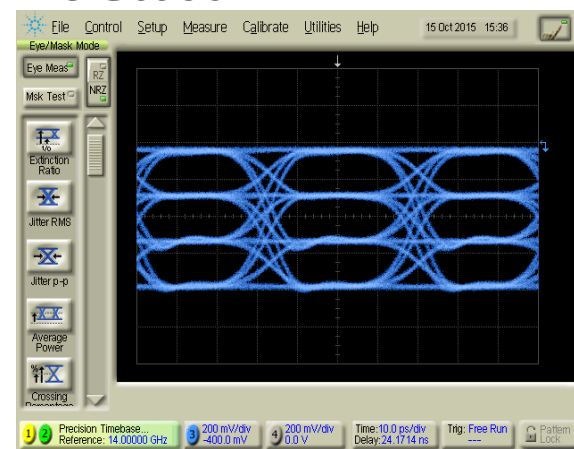 File Control Setup Measure Calibrate Utilities Help 15 Oct 2015 15:36
Eye/Mask Mode
Eye Meas
RZ
NRZ
Msk Test
Extinction
Ratio
Jitter RMS
Jitter p-p
Average
Power
Crossing
1 2 Precision Timebase...
Reference: 14.00000 GHz
3 200 mV/div
-400.0 mV
4 200 mV/div
0.0 V
Time:10.0 ps/div
Delay:24.1714 ns
Trig: Free Run
---
Pattern
Lock